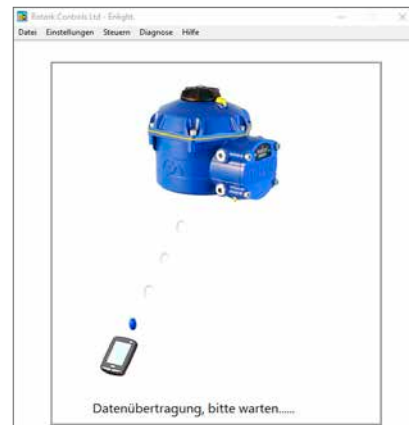 Rotork Controls Ltd - Enlight.
Datei Einstellungen Steuern Diagnose Hilfe
Datenübertragung, bitte warten......